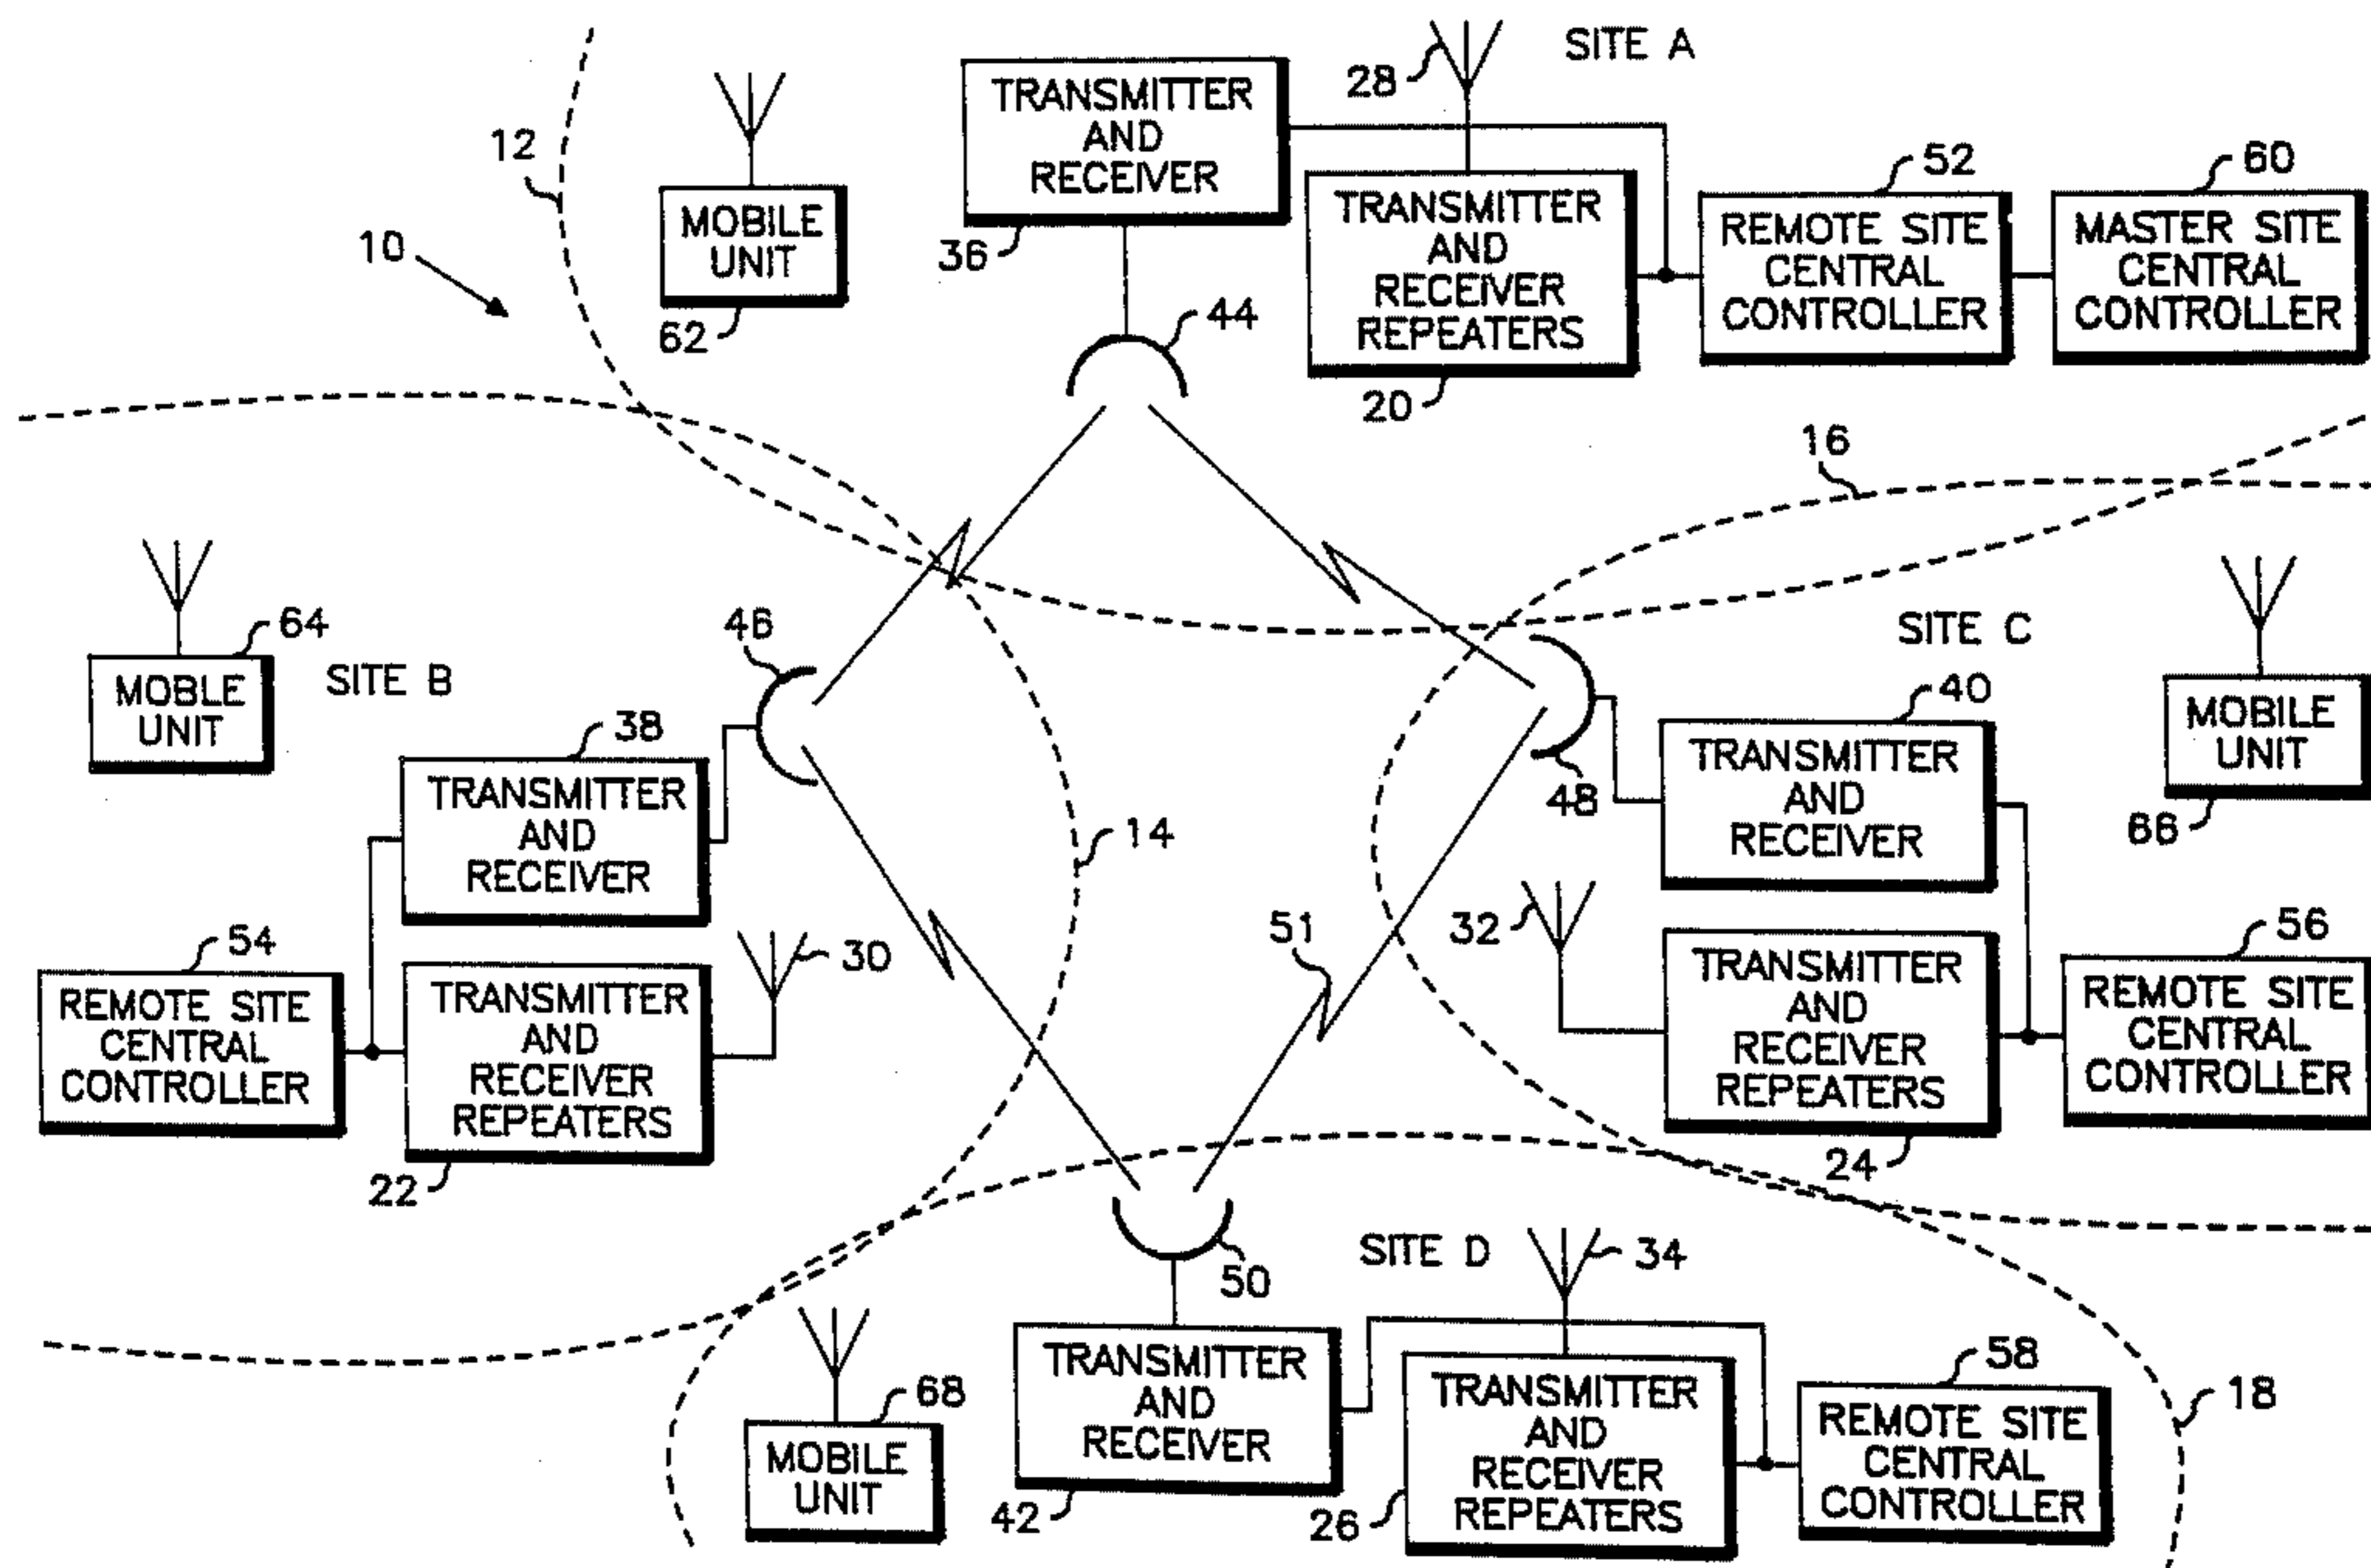 SITE A
28
12
10
TRANSMITTER
AND
RECEIVER
36
MOBILE
UNIT
62
44
TRANSMITTER
AND
RECEIVER
REPEATERS
20
52
REMOTE SITE
CENTRAL
CONTROLLER
60
MASTER SITE
CENTRAL
CONTROLLER
16
64
MOBLE
UNIT
SITE B
46
38
TRANSMITTER
AND
RECEIVER
14
54
REMOTE SITE
CENTRAL
CONTROLLER
TRANSMITTER
AND
RECEIVER
REPEATERS
22
30
51
SITE C
48
40
TRANSMITTER
AND
RECEIVER
MOBILE
UNIT
66
32
TRANSMITTER
AND
RECEIVER
REPEATERS
24
56
REMOTE SITE
CENTRAL
CONTROLLER
50
SITE D
34
68
MOBILE
UNIT
TRANSMITTER
AND
RECEIVER
42
TRANSMITTER
AND
RECEIVER
REPEATERS
26
58
REMOTE SITE
CENTRAL
CONTROLLER
18